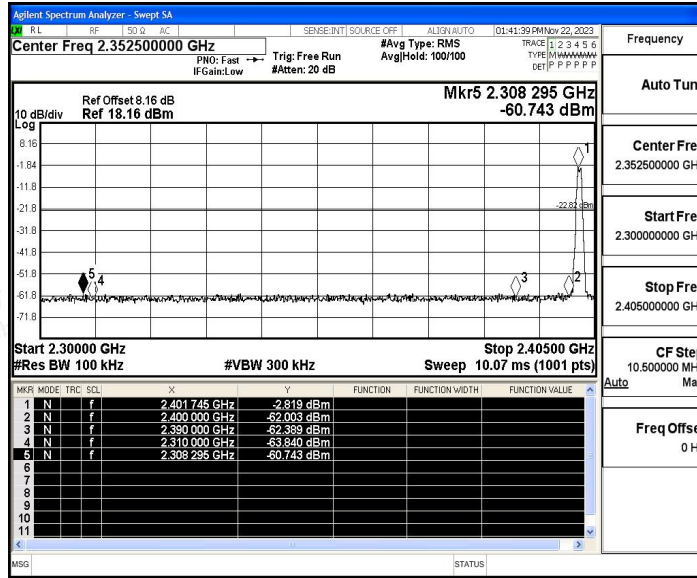 Agilent Spectrum Analyzer - Swept SA
LXI RL RF 50 Ω AC SENSE:INT SOURCE OFF ALIGN AUTO 01:41:39 PM Nov 22, 2023
Center Freq 2.352500000 GHz
PNO: Fast
IFGain:Low
Trig: Free Run
#Atten: 20 dB
#Avg Type: RMS
Avg|Hold: 100/100
TRACE 1 2 3 4 5 6
TYPE M W W W W W
DET P P P P P P
Ref Offset 8.16 dB
Ref 18.16 dBm
10 dB/div
Log
Mkr5 2.308 295 GHz
-60.743 dBm
8.16
-1.84
-11.8
-21.8
-31.8
-41.8
-51.8
-61.8
-71.8
1
-22.82 dBm
5
4
3
2
Start 2.30000 GHz
Stop 2.40500 GHz
#Res BW 100 kHz
#VBW 300 kHz
Sweep 10.07 ms (1001 pts)
MKR MODE TRC SCL X Y FUNCTION FUNCTION WIDTH FUNCTION VALUE
1 N f 2.401 745 GHz -2.819 dBm
2 N f 2.400 000 GHz -62.003 dBm
3 N f 2.390 000 GHz -62.389 dBm
4 N f 2.310 000 GHz -63.840 dBm
5 N f 2.308 295 GHz -60.743 dBm
6
7
8
9
10
11
MSG
STATUS
Frequency
Auto Tun
Center Fre
2.352500000 GH
Start Fre
2.300000000 GH
Stop Fre
2.405000000 GH
CF Ste
10.500000 MH
Auto Ma
Freq Offse
0 H